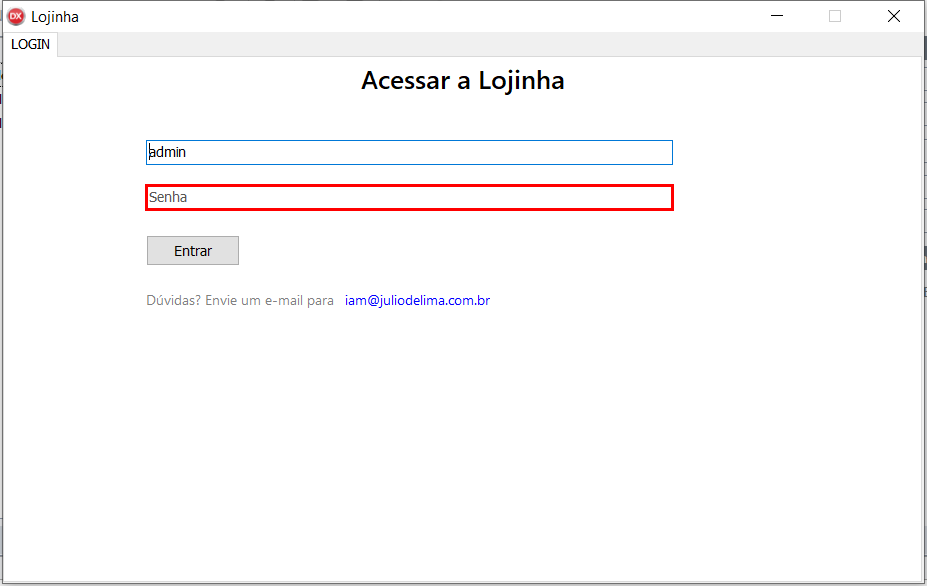 DX Lojinha
LOGIN
Acessar a Lojinha
admin
Senha
Entrar
Dúvidas? Envie um e-mail para iam@juliodelima.com.br